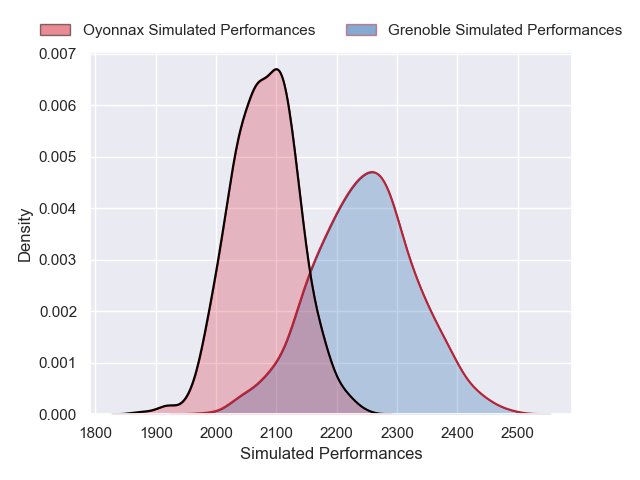 Oyonnax Simulated Performances Grenoble Simulated Performances
0.007
0.006
0.005
0.004
0.003
0.002
0.001
0.000
Density
1800 1900 2000 2100 2200 2300 2400 2500
Simulated Performances